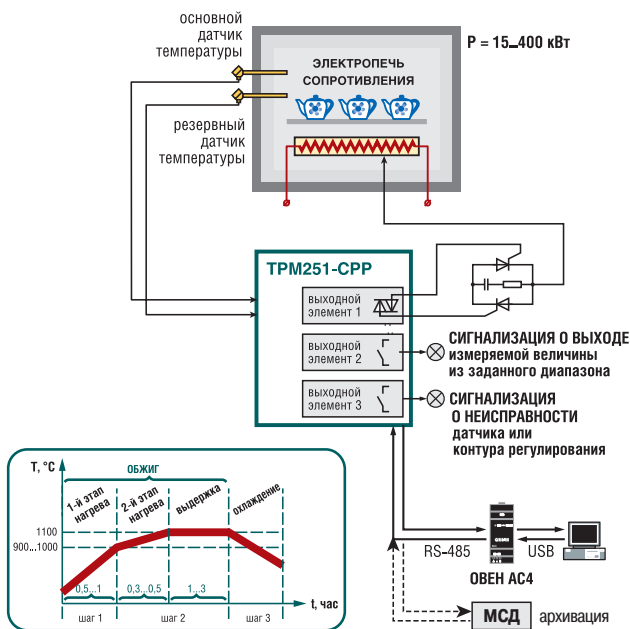 основной
датчик
температуры
резервный
датчик
температуры
ЭЛЕКТРОПЕЧЬ
СОПРОТИВЛЕНИЯ
P = 15...400 кВт
ТРМ251-СРР
выходной
элемент 1
выходной
элемент 2
выходной
элемент 3
СИГНАЛИЗАЦИЯ О ВЫХОДЕ
измеряемой величины
из заданного диапазона
СИГНАЛИЗАЦИЯ
О НЕИСПРАВНОСТИ
датчика или
контура регулирования
RS-485
USB
ОВЕН АС4
МСД
архивация
T, °C
ОБЖИГ
1-й этап
нагрева
2-й этап
нагрева
выдержка
охлаждение
1100
900...1000
0,5...1
0,3...0,5
1...3
t, час
шаг 1
шаг 2
шаг 3